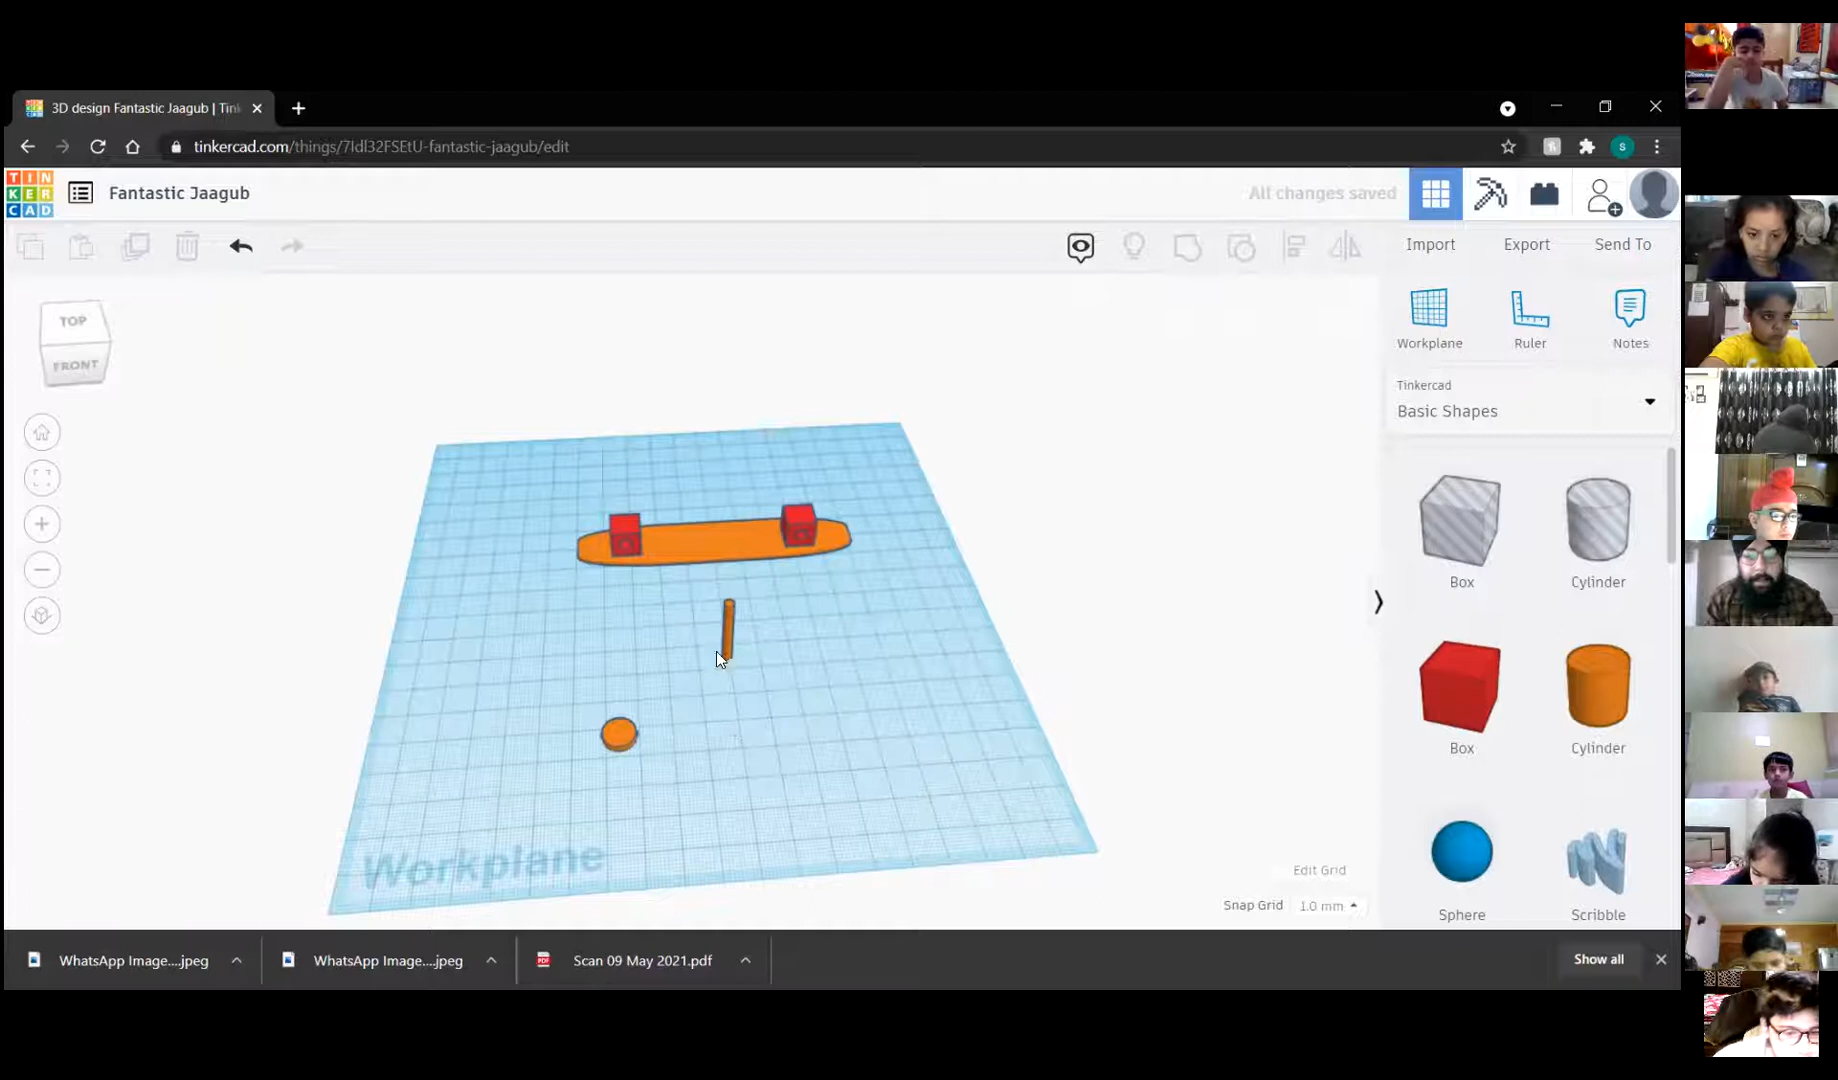 3D design Fantastic Jaagub | Tink
tinkercad.com/things/7Idl32FSEtU-fantastic-jaagub/edit
S
TIN
KER
CAD
Fantastic Jaagub
All changes saved
Import Export Send To
TOP
FRONT
Workplane Ruler Notes
Tinkercad
Basic Shapes
Box Cylinder
Box Cylinder
Workplane
Edit Grid
Snap Grid 1.0 mm
Sphere Scribble
WhatsApp Image....jpeg WhatsApp Image....jpeg Scan 09 May 2021.pdf Show all